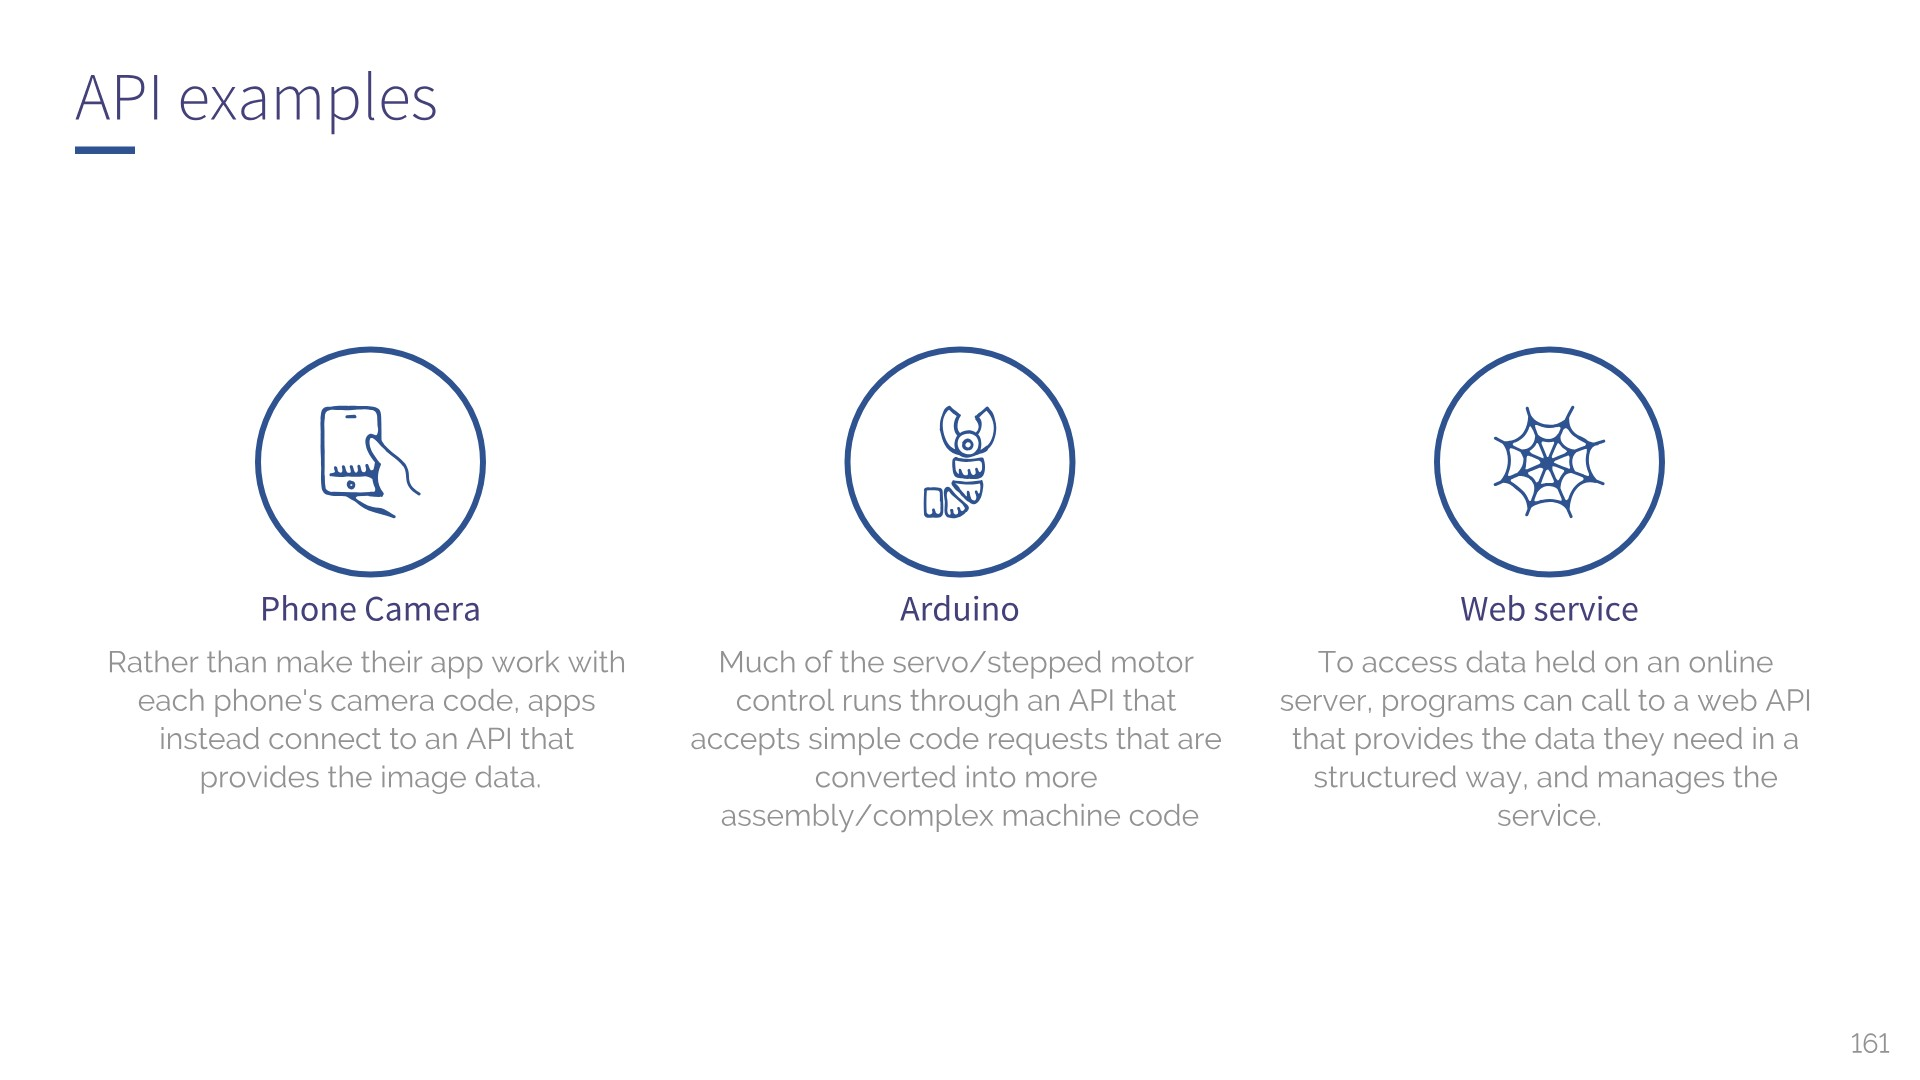 API examples
Phone Camera
Rather than make their app work with
each phone's camera code, apps
instead connect to an API that
provides the image data.
Arduino
Much of the servo/stepped motor
control runs through an API that
accepts simple code requests that are
converted into more
assembly/complex machine code
Web service
To access data held on an online
server, programs can call to a web API
that provides the data they need in a
structured way, and manages the
service.
161